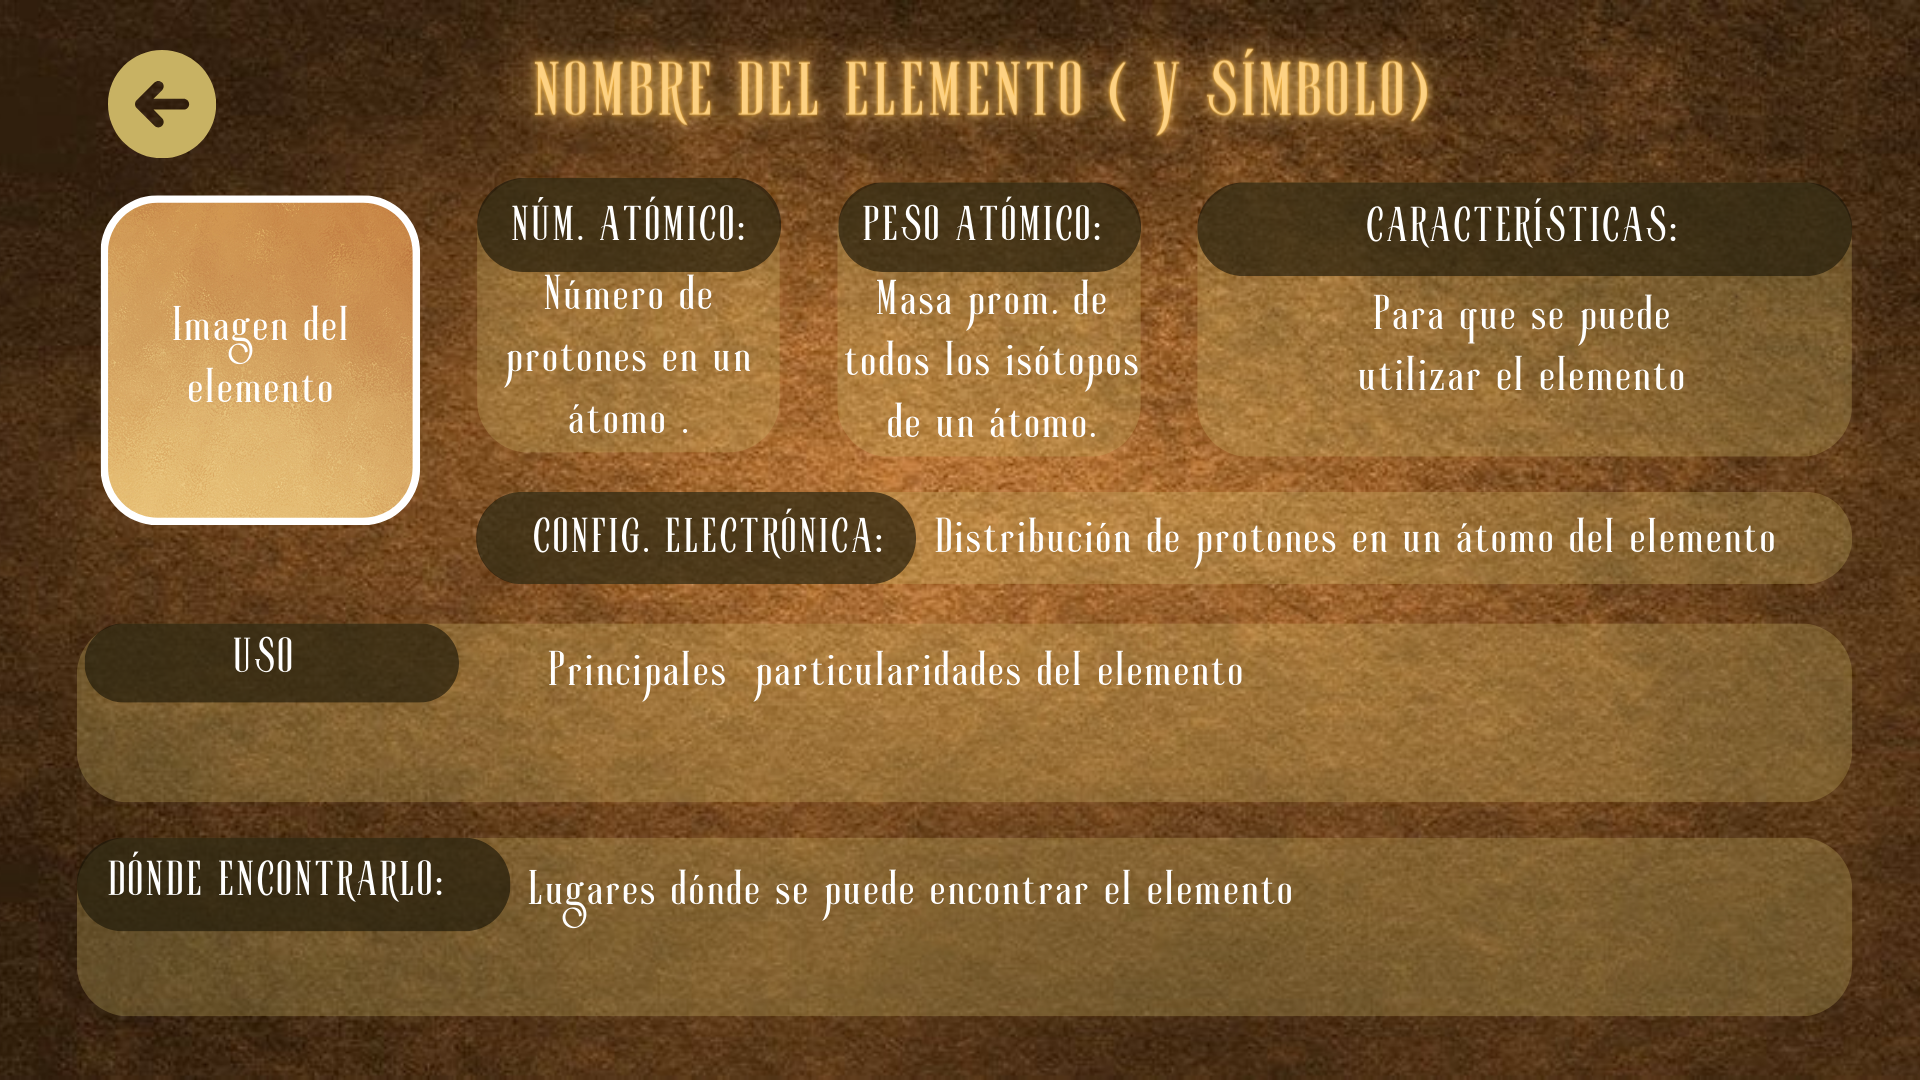 NOMBRE DEL ELEMENTO ( Y SÍMBOLO)
Imagen del
elemento
NÚM. ATÓMICO:
Número de
protones en un
átomo .
PESO ATÓMICO:
Masa prom. de
todos los isótopos
de un átomo.
CARACTERÍSTICAS:
Para que se puede
utilizar el elemento
CONFIG. ELECTRÓNICA:
Distribución de protones en un átomo del elemento
USO
Principales particularidades del elemento
DÓNDE ENCONTRARLO:
Lugares dónde se puede encontrar el elemento